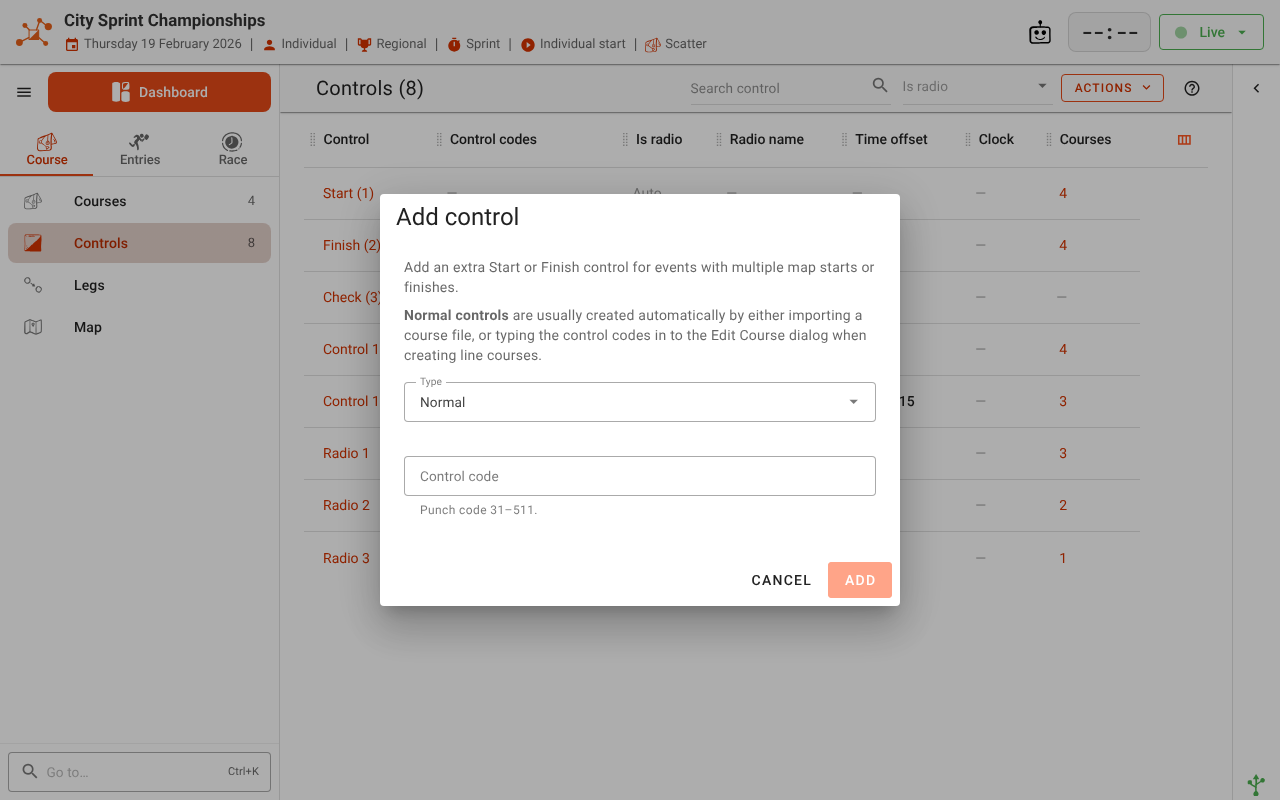 City Sprint Championships
Thursday 19 February 2026 | Individual | Regional | Sprint | Individual start | Scatter
--:--
Live
Dashboard
Controls (8)
Search control
Is radio
ACTIONS
Course
Entries
Race
Control
Control codes
Is radio
Radio name
Time offset
Clock
Courses
Courses 4
Controls 8
Legs
Map
Start (1) — Auto — — — 4
Finish (2) 4
Check (3) — —
Control 1 — 4
Control 1 15 — 3
Radio 1 — 3
Radio 2 — 2
Radio 3 — 1
Add control
Add an extra Start or Finish control for events with multiple map starts or
finishes.
Normal controls are usually created automatically by either importing a
course file, or typing the control codes in to the Edit Course dialog when
creating line courses.
Type
Normal
Control code
Punch code 31–511.
CANCEL
ADD
Go to…
Ctrl+K